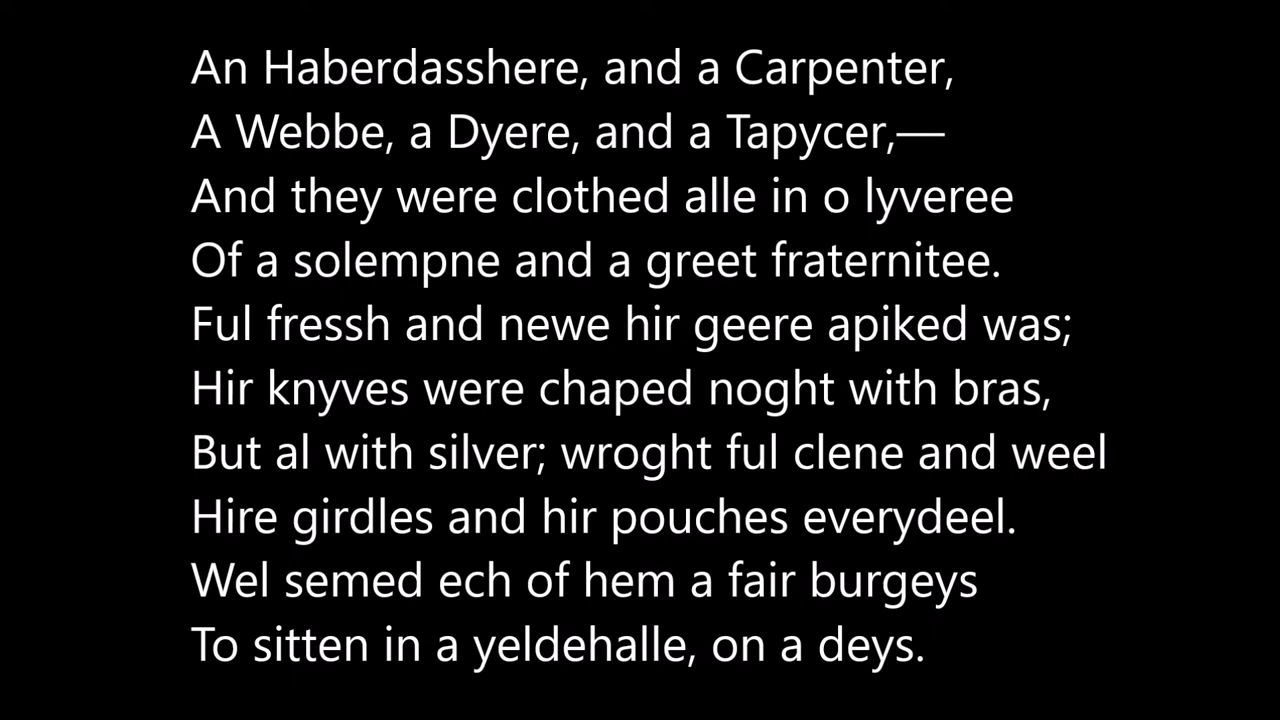 An Haberdasshere, and a Carpenter,
A Webbe, a Dyere, and a Tapycer,—
And they were clothed alle in o lyveree
Of a solempne and a greet fraternitee.
Ful fressh and newe hir geere apiked was;
Hir knyves were chaped noght with bras,
But al with silver; wroght ful clene and weel
Hire girdles and hir pouches everydeel.
Wel semed ech of hem a fair burgeys
To sitten in a yeldehalle, on a deys.